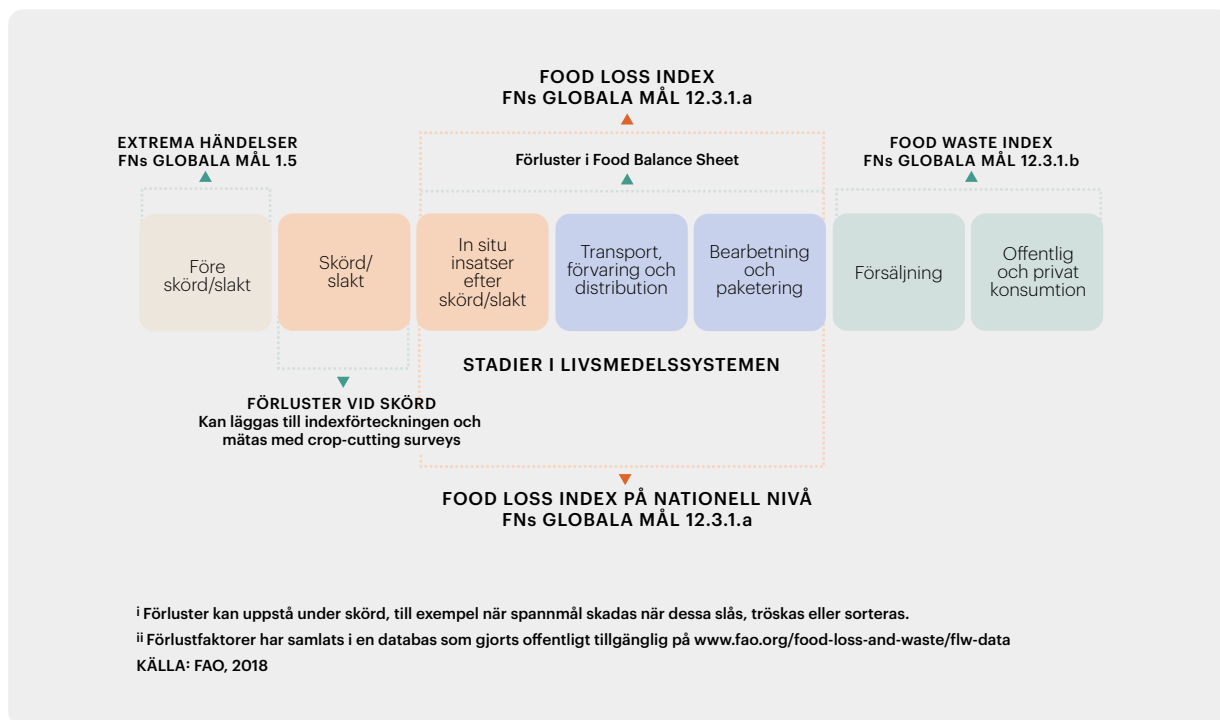 FOOD LOSS INDEX
FNs GLOBALA MÅL 12.3.1.a
EXTREMA HÄNDELSER
FNs GLOBALA MÅL 1.5
Förluster i Food Balance Sheet
FOOD WASTE INDEX
FNs GLOBALA MÅL 12.3.1.b
Före
skörd/slakt
Skörd/
slakt
In situ
insatser
efter
skörd/slakt
Transport,
förvaring och
distribution
Bearbetning
och
paketering
Försäljning
Offentlig
och privat
konsumtion
STADIER I LIVSMEDELSSYSTEMEN
FÖRLUSTER VID SKÖRD
Kan läggas till indexförteckningen och
mätas med crop-cutting surveys
FOOD LOSS INDEX PÅ NATIONELL NIVÅ
FNs GLOBALA MÅL 12.3.1.a
i Förluster kan uppstå under skörd, till exempel när spannmål skadas när dessa slås, tröskas eller sorteras.
ii Förlustfaktorer har samlats i en databas som gjorts offentligt tillgänglig på www.fao.org/food-loss-and-waste/flw-data
KÄLLA: FAO, 2018